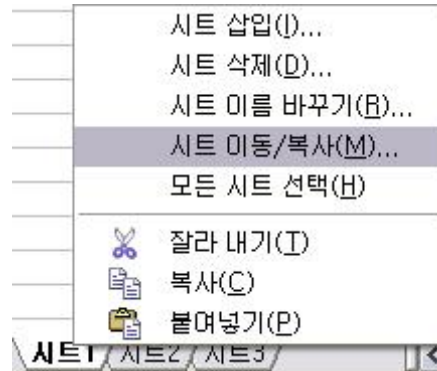 시트 삽입(I)...
시트 삭제(D)...
시트 이름 바꾸기(R)...
시트 이동/복사(M)...
모든 시트 선택(H)
잘라 내기(T)
복사(C)
붙여넣기(P)
시트1 시트2 시트3